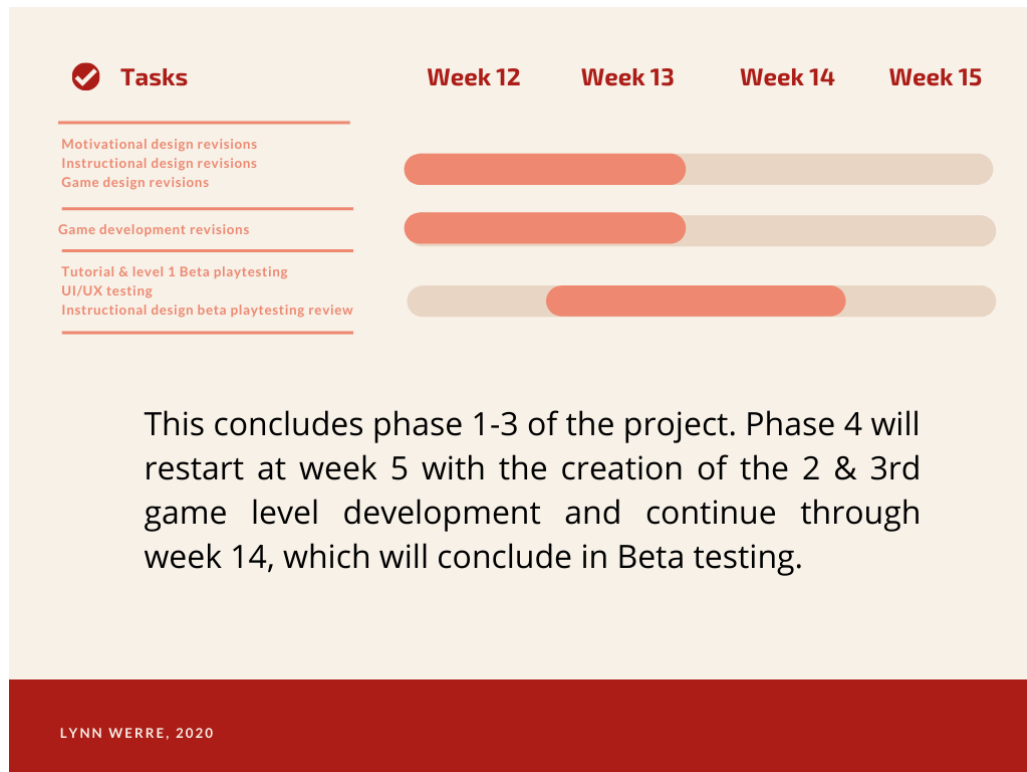 Tasks
Week 12
Week 13
Week 14
Week 15
Motivational design revisions
Instructional design revisions
Game design revisions
Game development revisions
Tutorial & level 1 Beta playtesting
UI/UX testing
Instructional design beta playtesting review
This concludes phase 1-3 of the project. Phase 4 will
restart at week 5 with the creation of the 2 & 3rd
game level development and continue through
week 14, which will conclude in Beta testing.
LYNN WERRE, 2020